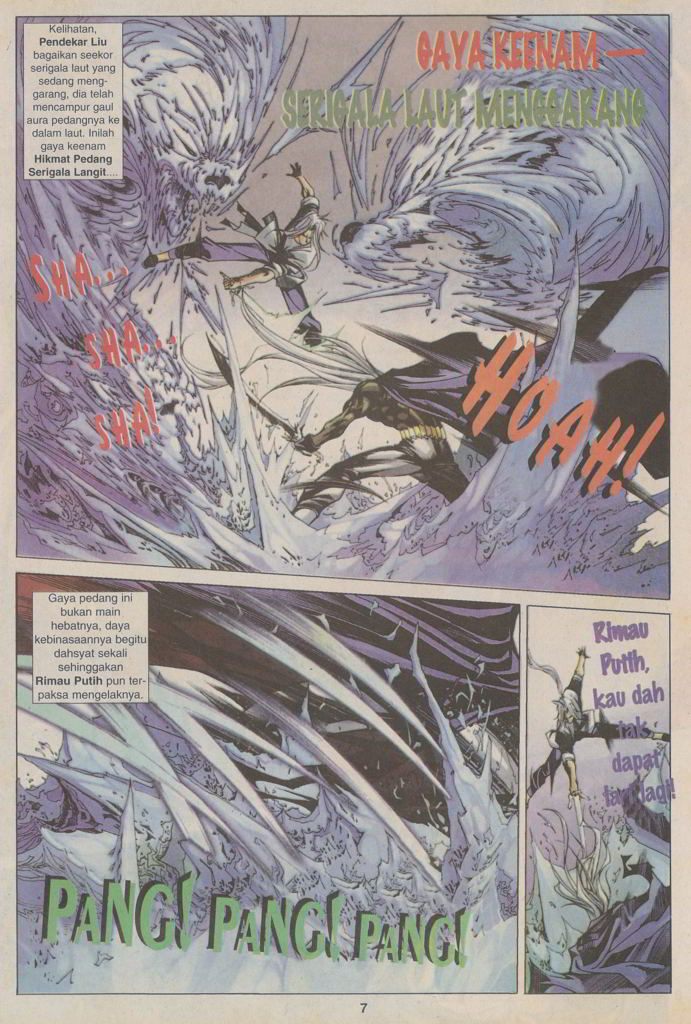 Kelihatan,
Pendekar Liu
bagaikan seekor
serigala laut yang
sedang meng-
garang, dia telah
mencampur gaul
aura pedangnya ke
dalam laut. Inilah
gaya keenam
Hikmat Pedang
Serigala Langit....
GAYA KEENAM —
SERIGALA LAUT MENGGARANG
SHA...
SHA...
SHA!
HOAH!
Gaya pedang ini
bukan main
hebatnya, daya
kebinasaannya begitu
dahsyat sekali
sehinggakan
Rimau Putih pun ter-
paksa mengelaknya.
PANG! PANG! PANG!
Rimau
Putih,
kau dah
tak
dapat
lari lagi!
7